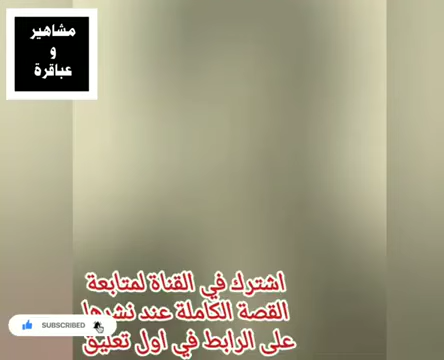 مشاهير
و
عباقرة
اشترك في القناة لمتابعة
القصة الكاملة عند نشرها
SUBSCRIBED
على الرابط في اول تعليق